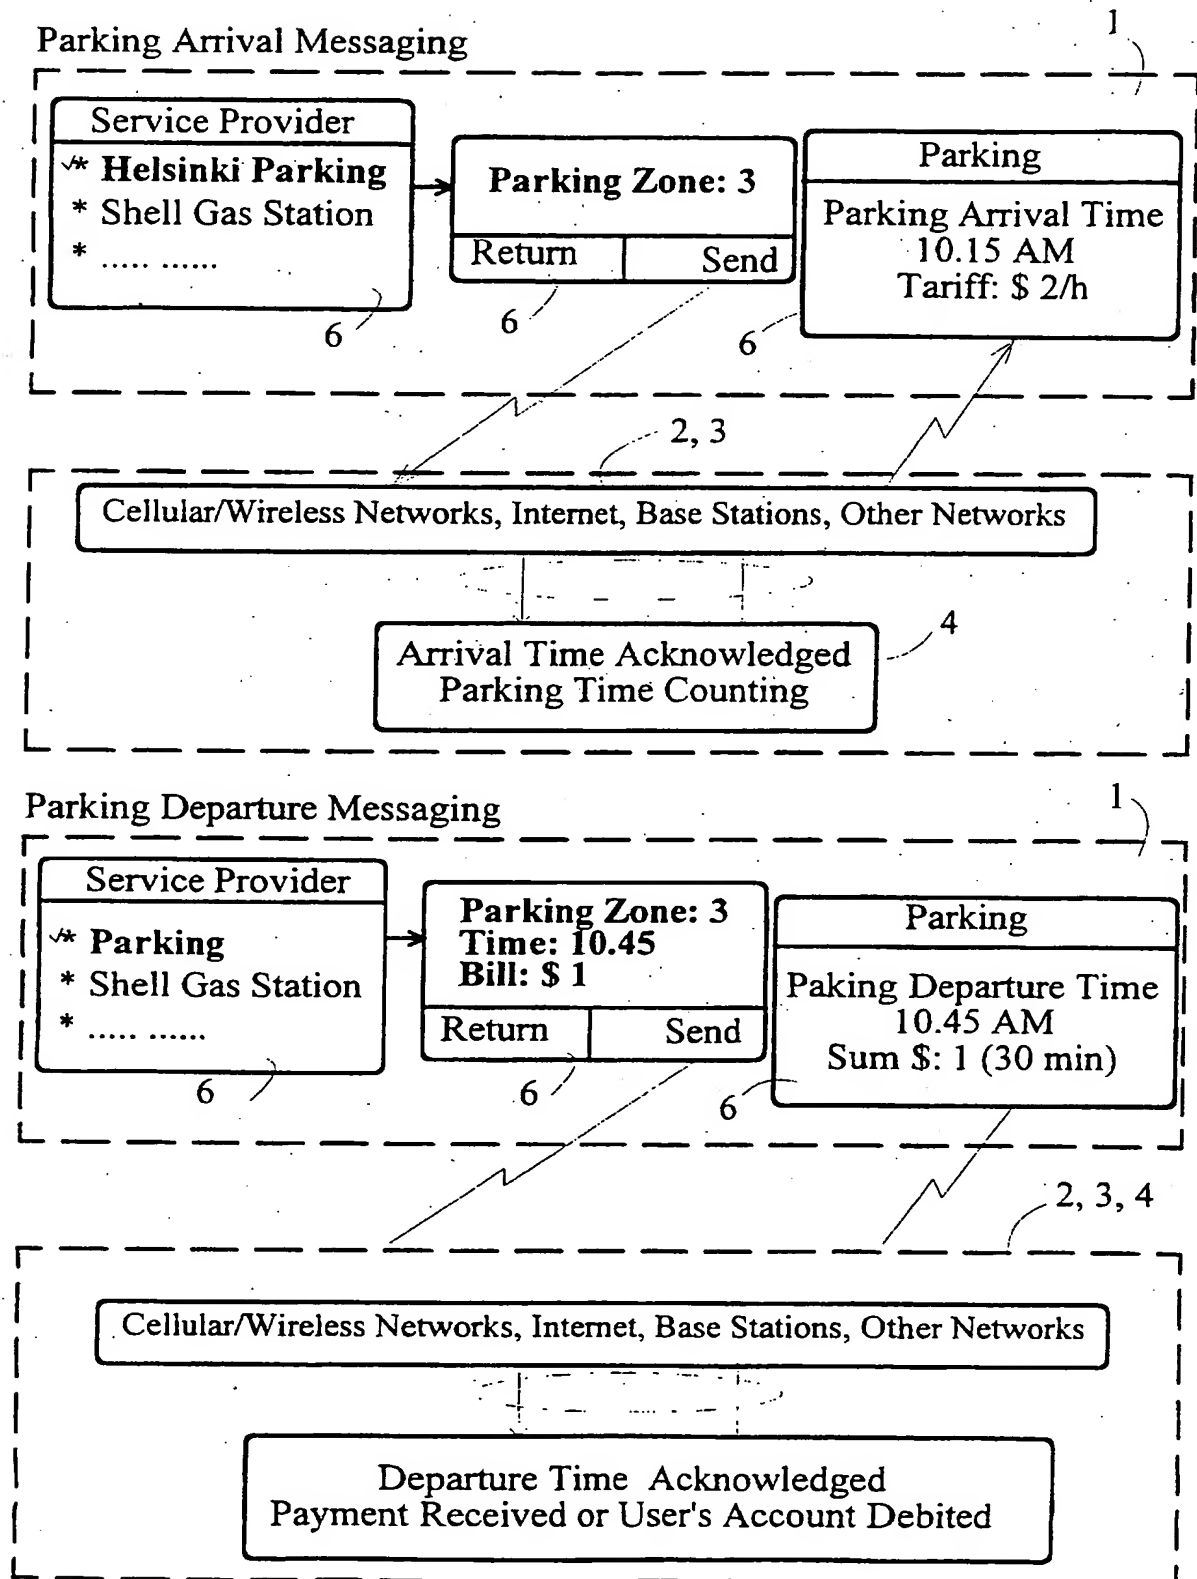 Parking Arrival Messaging
1
Service Provider
√* Helsinki Parking
* Shell Gas Station
* ..... ......
6
Parking Zone: 3
Return
Send
6
Parking
Parking Arrival Time
10.15 AM
Tariff: $ 2/h
6
2, 3
Cellular/Wireless Networks, Internet, Base Stations, Other Networks
4
Arrival Time Acknowledged
Parking Time Counting
Parking Departure Messaging
1
Service Provider
√* Parking
* Shell Gas Station
* ..... ......
6
Parking Zone: 3
Time: 10.45
Bill: $ 1
Return
Send
6
Parking
Paking Departure Time
10.45 AM
Sum $: 1 (30 min)
6
2, 3, 4
Cellular/Wireless Networks, Internet, Base Stations, Other Networks
Departure Time Acknowledged
Payment Received or User's Account Debited